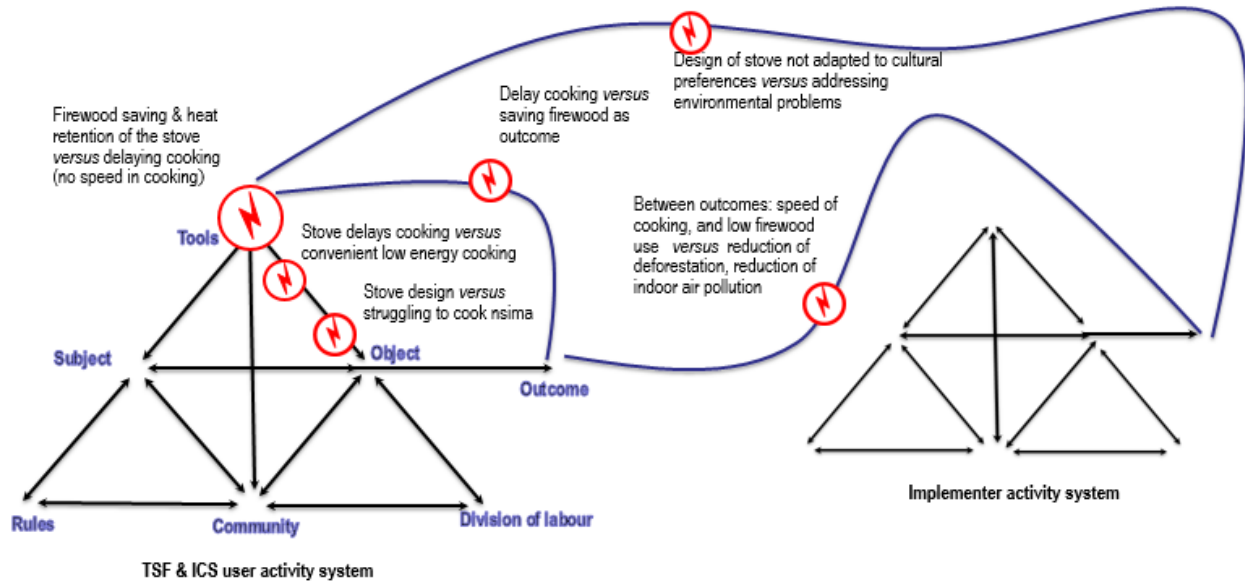 Design of stove not adapted to cultural
preferences versus addressing
environmental problems
Delay cooking versus
saving firewood as
outcome
Firewood saving & heat
retention of the stove
versus delaying cooking
(no speed in cooking)
Tools
Stove delays cooking versus
convenient low energy cooking
Between outcomes: speed of
cooking, and low firewood
use versus reduction of
deforestation, reduction of
indoor air pollution
Stove design versus
struggling to cook nsima
Subject
Object
Outcome
Rules
Community
Division of labour
Implementer activity system
TSF & ICS user activity system